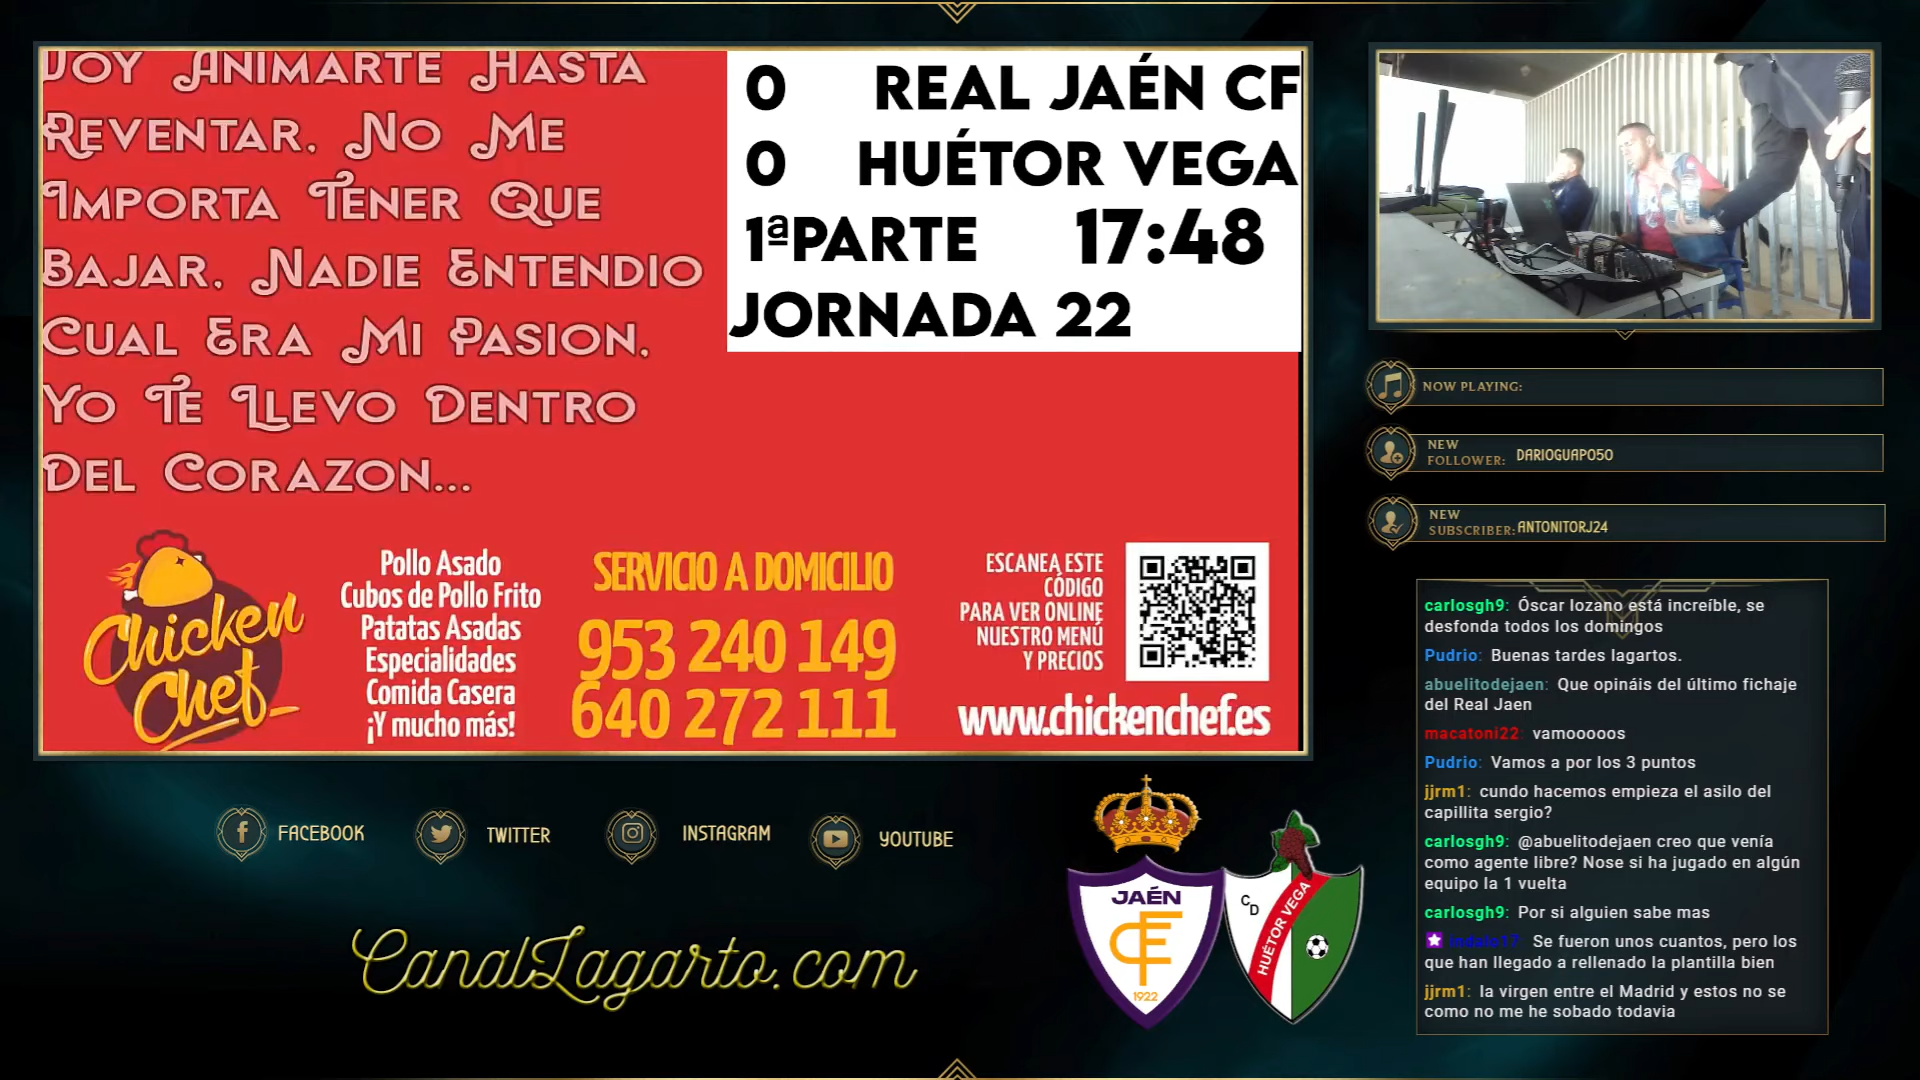 Voy Animarte Hasta
Reventar. No Me
Importa Tener Que
Bajar. Nadie Entendio
Cual Era Mi Pasion.
Yo Te Llevo Dentro
Del Corazon...
0 REAL JAÉN CF
0 HUÉTOR VEGA
1ªPARTE 17:48
JORNADA 22
Chicken
Chef
Pollo Asado
Cubos de Pollo Frito
Patatas Asadas
Especialidades
Comida Casera
¡Y mucho más!
SERVICIO A DOMICILIO
953 240 149
640 272 111
ESCANEA ESTE
CÓDIGO
PARA VER ONLINE
NUESTRO MENÚ
Y PRECIOS
www.chickenchef.es
FACEBOOK
TWITTER
INSTAGRAM
YOUTUBE
CanalLagarto.com
JAÉN
CF
1922
CD
HUÉTOR VEGA
NOW PLAYING:
NEW
FOLLOWER: DARIOGUAPO50
NEW
SUBSCRIBER: ANTONITORJ24
carlosgh9: Óscar lozano está increíble, se
desfonda todos los domingos
Pudrio: Buenas tardes lagartos.
abuelitodejaen: Que opináis del último fichaje
del Real Jaen
macatoni22: vamooooos
Pudrio: Vamos a por los 3 puntos
jjrm1: cundo hacemos empieza el asilo del
capillita sergio?
carlosgh9: @abuelitodejaen creo que venía
como agente libre? Nose si ha jugado en algún
equipo la 1 vuelta
carlosgh9: Por si alguien sabe mas
Indalo17: Se fueron unos cuantos, pero los
que han llegado a rellenado la plantilla bien
jjrm1: la virgen entre el Madrid y estos no se
como no me he sobado todavia